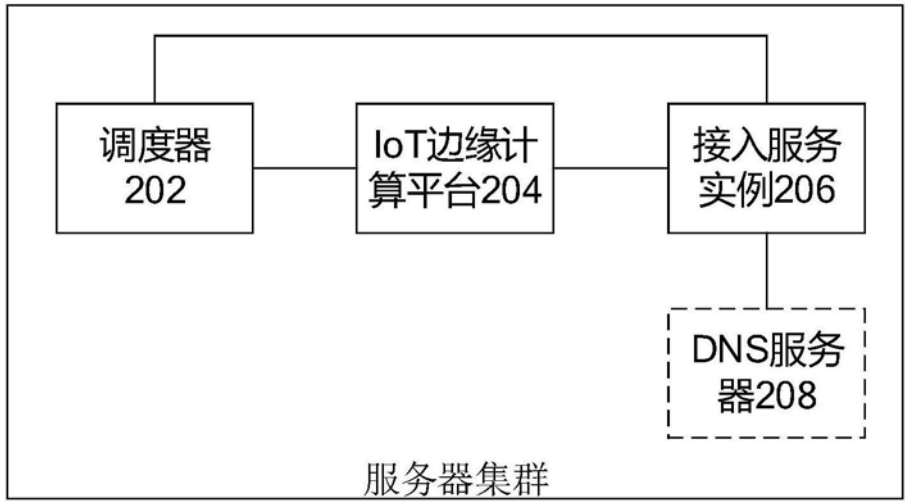 调度器
202
IoT边缘计
算平台204
接入服务
实例206
DNS服务
器208
服务器集群